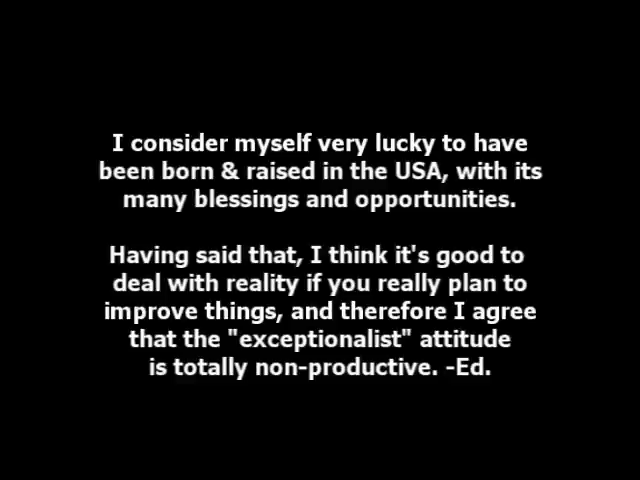 I consider myself very lucky to have
been born & raised in the USA, with its
many blessings and opportunities.
Having said that, I think it's good to
deal with reality if you really plan to
improve things, and therefore I agree
that the "exceptionalist" attitude
is totally non-productive. -Ed.